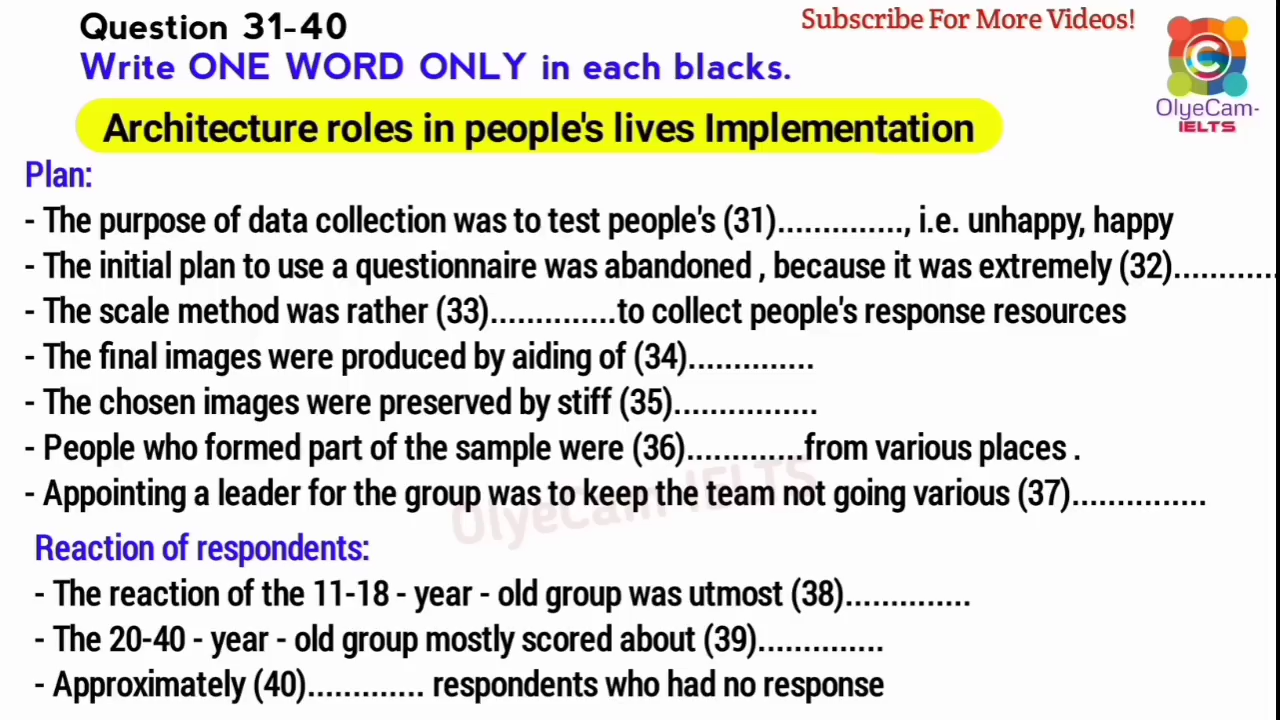 Question 31-40
Subscribe For More Videos!
Write ONE WORD ONLY in each blacks.
OlyeCam-
IELTS
Architecture roles in people's lives Implementation
Plan:
- The purpose of data collection was to test people's (31).............., i.e. unhappy, happy
- The initial plan to use a questionnaire was abandoned , because it was extremely (32)............
- The scale method was rather (33)..............to collect people's response resources
- The final images were produced by aiding of (34)..............
- The chosen images were preserved by stiff (35)................
- People who formed part of the sample were (36).............from various places .
- Appointing a leader for the group was to keep the team not going various (37)...............
OlyeCam IELTS
Reaction of respondents:
- The reaction of the 11-18 - year - old group was utmost (38)..............
- The 20-40 - year - old group mostly scored about (39)..............
- Approximately (40)............. respondents who had no response